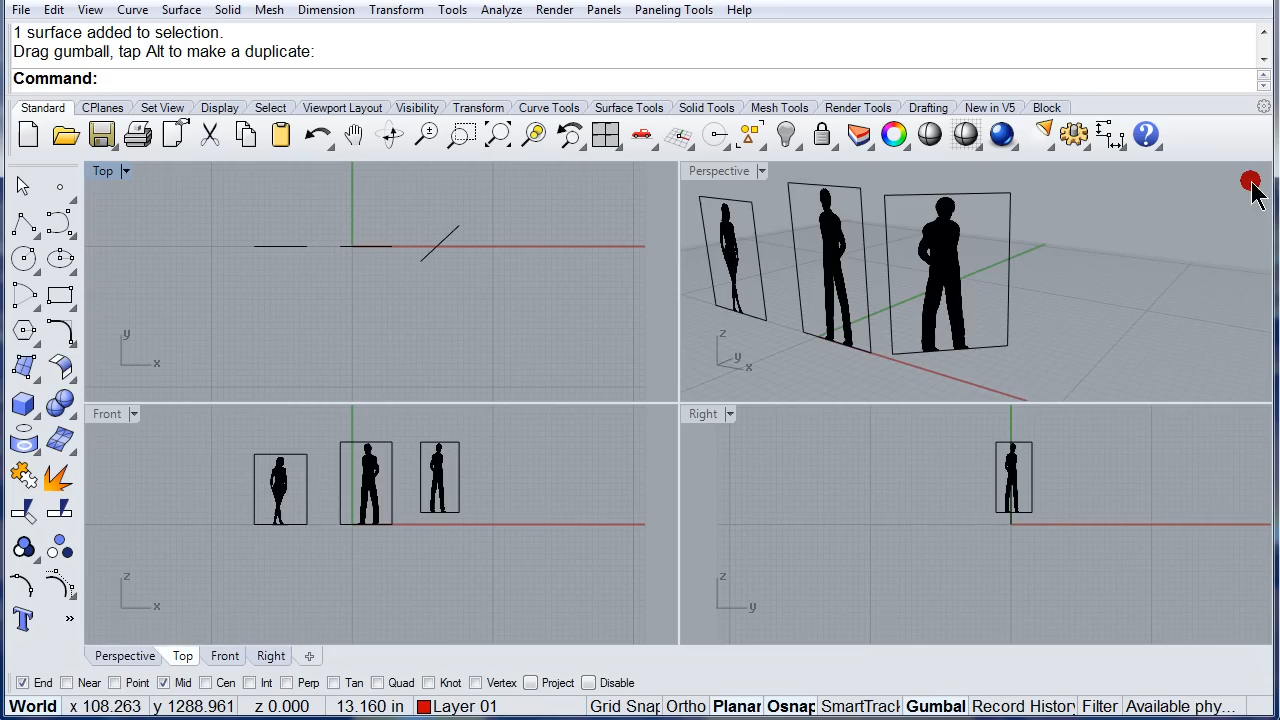 File Edit View Curve Surface Solid Mesh Dimension Transform Tools Analyze Render Panels Paneling Tools Help
1 surface added to selection.
Drag gumball, tap Alt to make a duplicate:
Command:
Standard CPlanes Set View Display Select Viewport Layout Visibility Transform Curve Tools Surface Tools Solid Tools Mesh Tools Render Tools Drafting New in V5 Block
Top
Perspective
y
x
z
y
x
Front
Right
z
x
z
y
T
»
Perspective Top Front Right
End Near Point Mid Cen Int Perp Tan Quad Knot Vertex Project Disable
World x 108.263 y 1288.961 z 0.000 13.160 in Layer 01 Grid Snap Ortho Planar Osnap SmartTrack Gumbal Record History Filter Available phy...